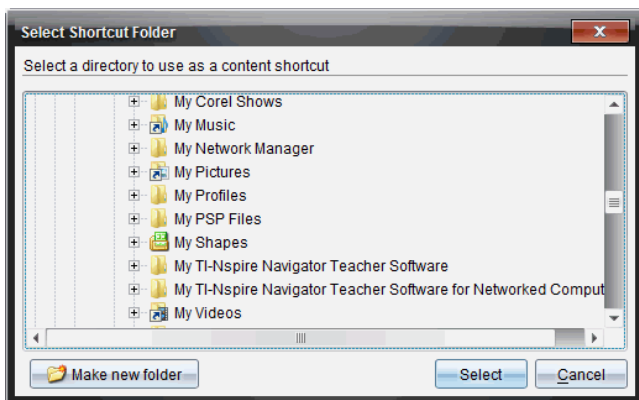 Select Shortcut Folder
Select a directory to use as a content shortcut
My Corel Shows
My Music
My Network Manager
My Pictures
My Profiles
My PSP Files
My Shapes
My TI-Nspire Navigator Teacher Software
My TI-Nspire Navigator Teacher Software for Networked Comput
My Videos
Make new folder
Select
Cancel